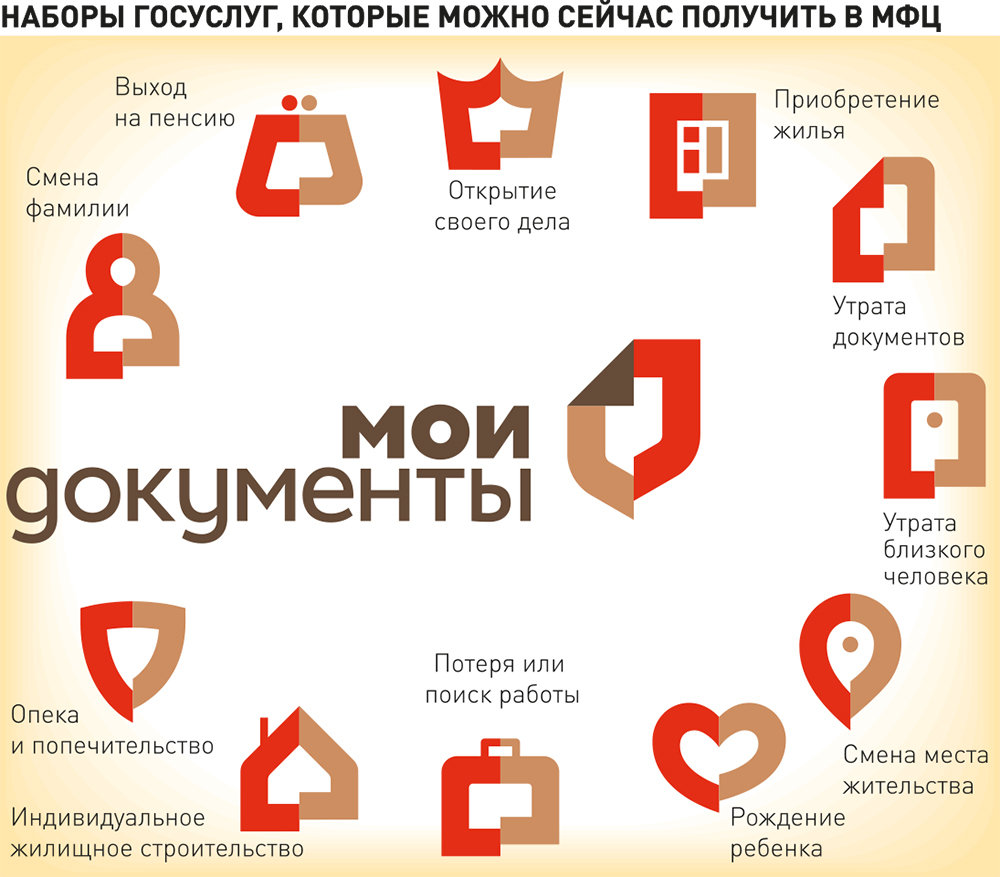 НАБОРЫ ГОСУСЛУГ, КОТОРЫЕ МОЖНО СЕЙЧАС ПОЛУЧИТЬ В МФЦ
Выход
на пенсию
Открытие
своего дела
Приобретение
жилья
Смена
фамилии
Утрата
документов
мои
документы
Утрата
близкого
человека
Опека
и попечительство
Потеря или
поиск работы
Смена места
жительства
Индивидуальное
жилищное строительство
Рождение
ребенка